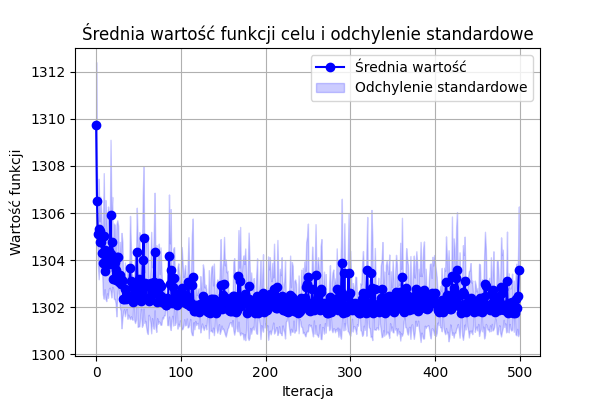 Średnia wartość funkcji celu i odchylenie standardowe
Średnia wartość
Odchylenie standardowe
Wartość funkcji
1312
1310
1308
1306
1304
1302
1300
0 100 200 300 400 500
Iteracja